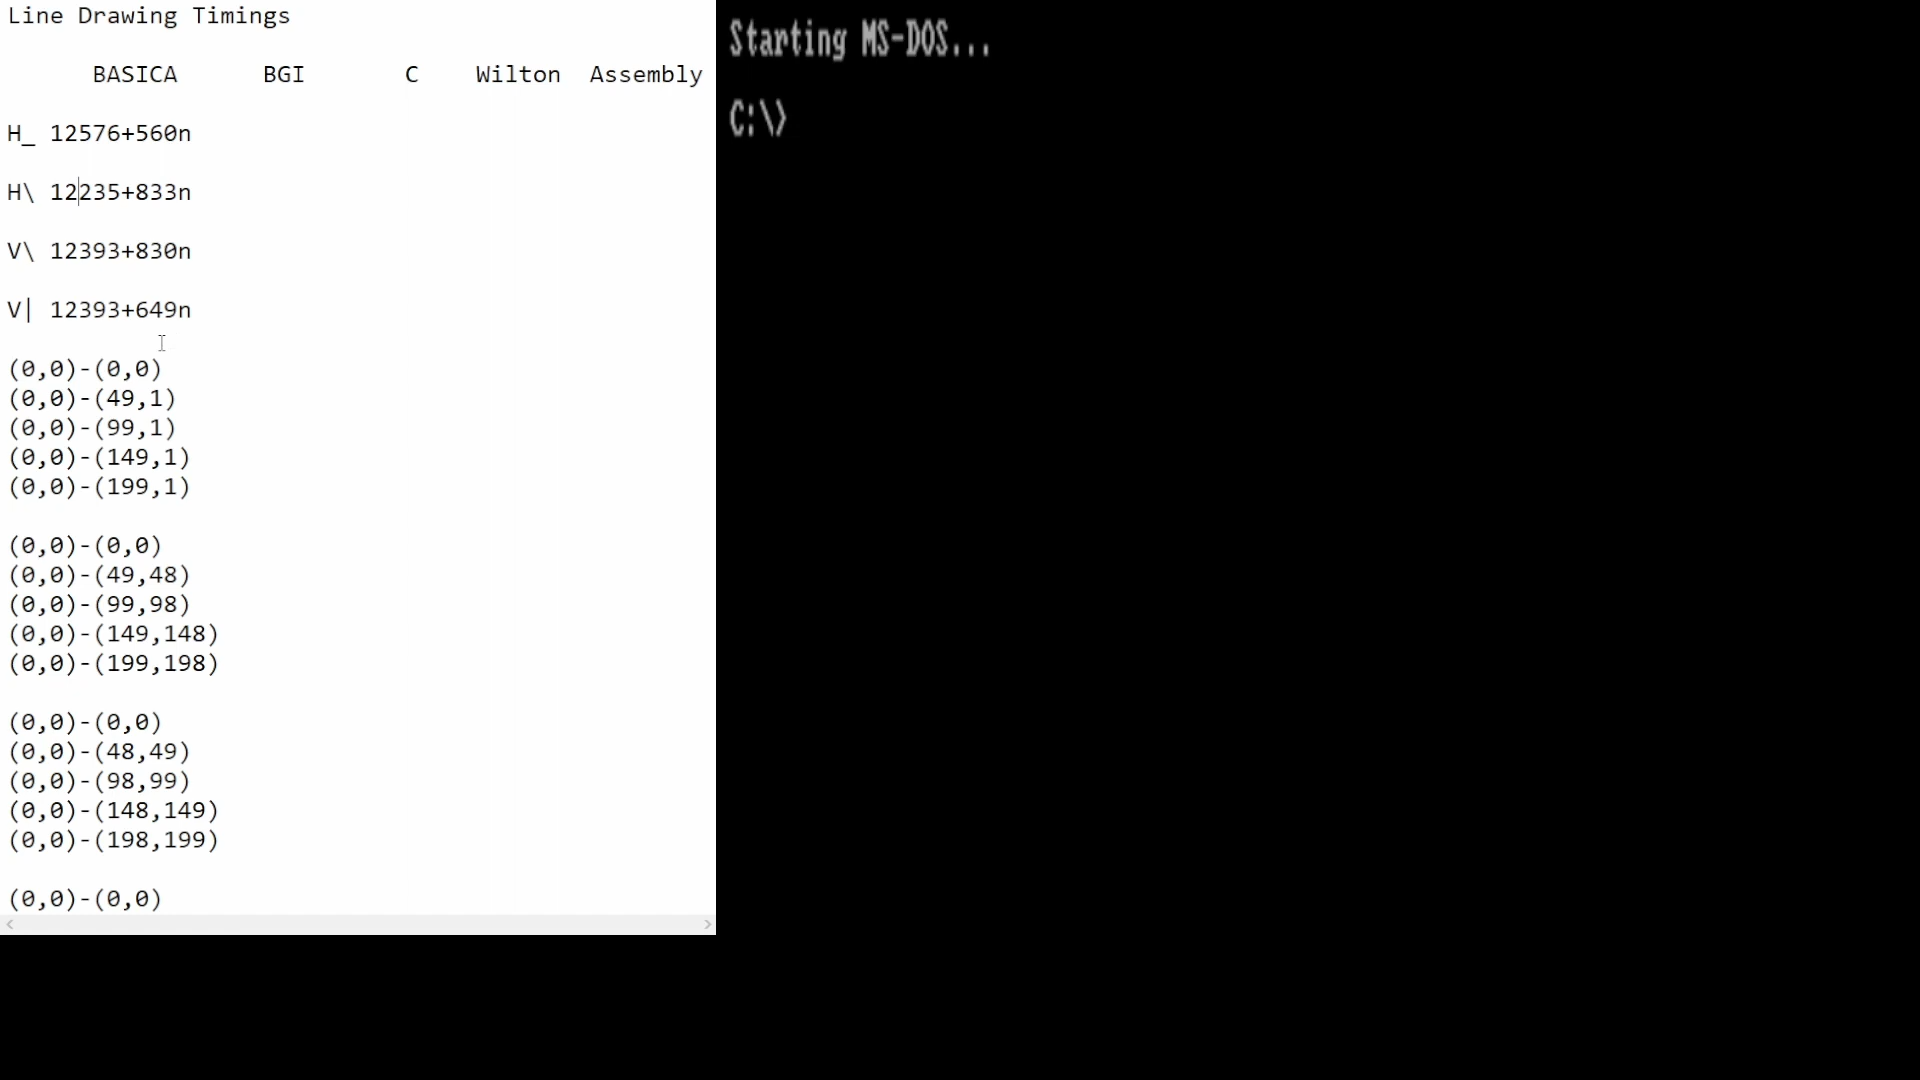 Line Drawing Timings
BASICA BGI C Wilton Assembly
H_ 12576+560n
H\ 12235+833n
V\ 12393+830n
V| 12393+649n
(0,0)-(0,0)
(0,0)-(49,1)
(0,0)-(99,1)
(0,0)-(149,1)
(0,0)-(199,1)
(0,0)-(0,0)
(0,0)-(49,48)
(0,0)-(99,98)
(0,0)-(149,148)
(0,0)-(199,198)
(0,0)-(0,0)
(0,0)-(48,49)
(0,0)-(98,99)
(0,0)-(148,149)
(0,0)-(198,199)
(0,0)-(0,0)
Starting MS-DOS...
C:\>